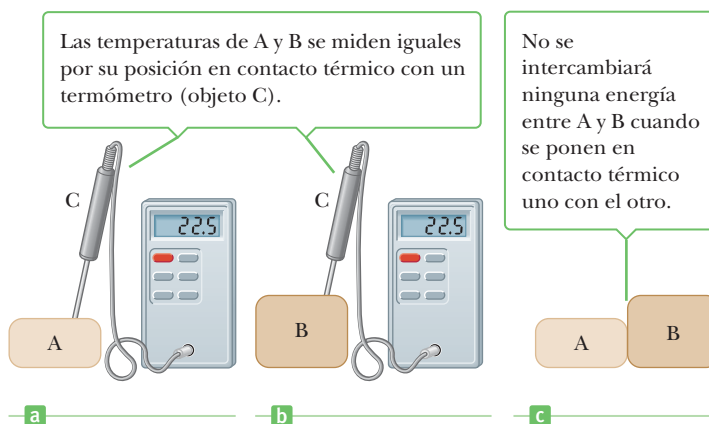 Las temperaturas de A y B se miden iguales
por su posición en contacto térmico con un
termómetro (objeto C).
No se
intercambiará
ninguna energía
entre A y B cuando
se ponen en
contacto térmico
uno con el otro.
C
22.5
A
C
22.5
B
A
B
a
b
c